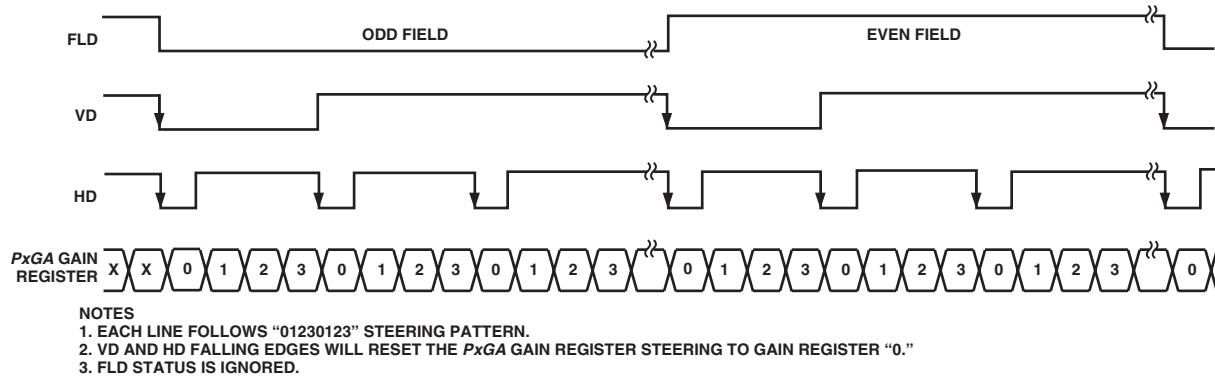 FLD ODD FIELD EVEN FIELD
VD
HD
PxGA GAIN
REGISTER X X 0 1 2 3 0 1 2 3 0 1 2 3 0 1 2 3 0 1 2 3 0 1 2 3 0
NOTES
1. EACH LINE FOLLOWS “01230123” STEERING PATTERN.
2. VD AND HD FALLING EDGES WILL RESET THE PxGA GAIN REGISTER STEERING TO GAIN REGISTER “0.”
3. FLD STATUS IS IGNORED.